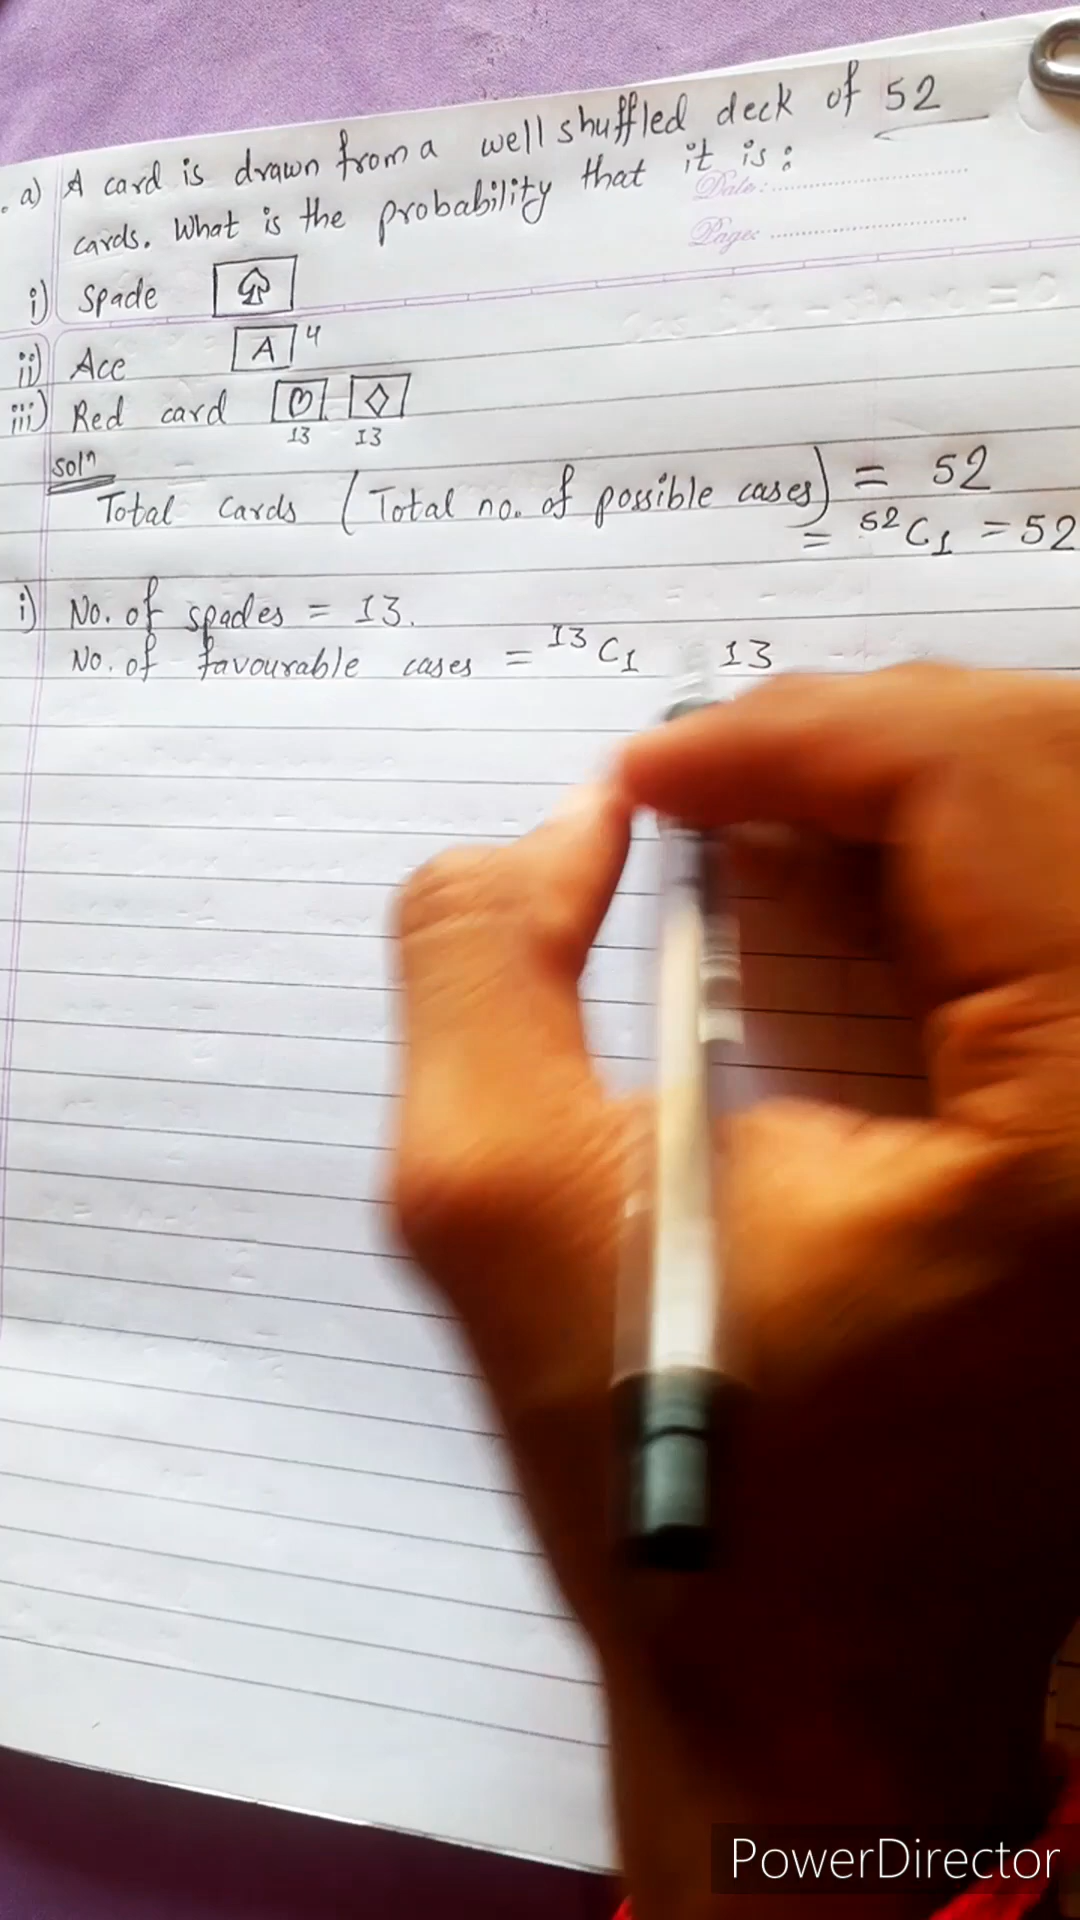 a) A card is drawn from a well shuffled deck of 52
cards. What is the probability that it is:
Date:
Page:
i) Spade
ii) Ace A 4
iii) Red card
13 13
Solⁿ
Total Cards (Total no. of possible cases) = 52
= ⁵²C₁ = 52
i) No. of spades = 13.
No. of favourable cases = ¹³C₁ 13
PowerDirector